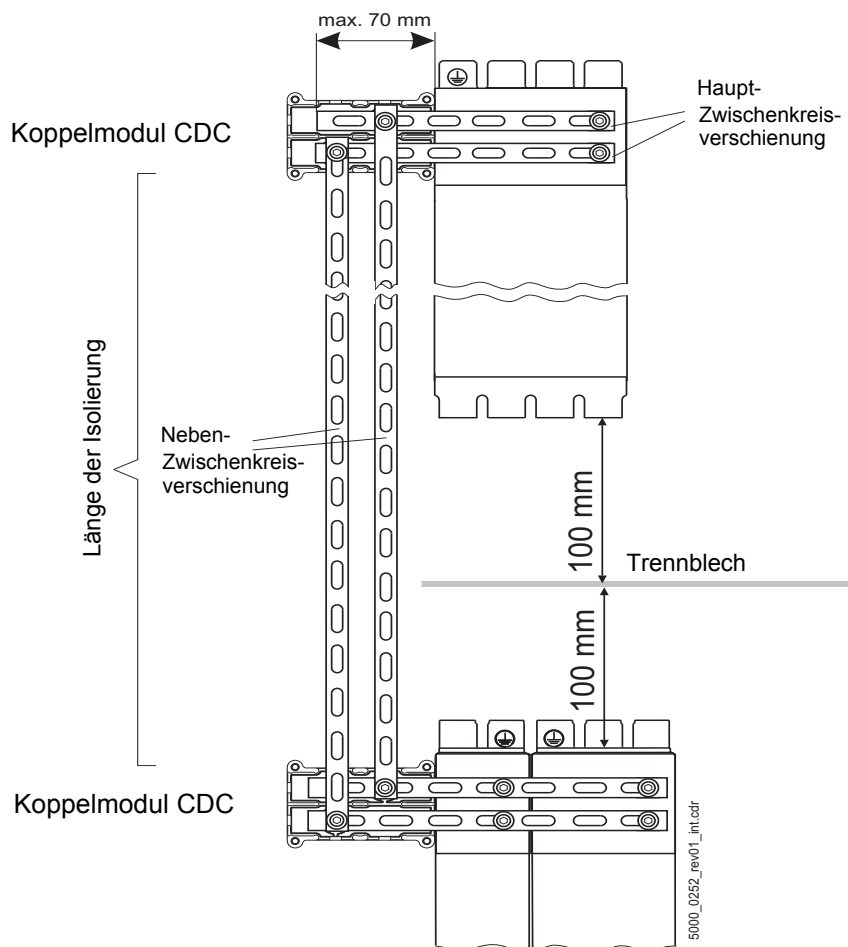 max. 70 mm
Haupt-
Zwischenkreis-
verschienung
Koppelmodul CDC
Länge der Isolierung
Neben-
Zwischenkreis-
verschienung
100 mm
Trennblech
100 mm
Koppelmodul CDC
5000_0252_rev01_int.cdr